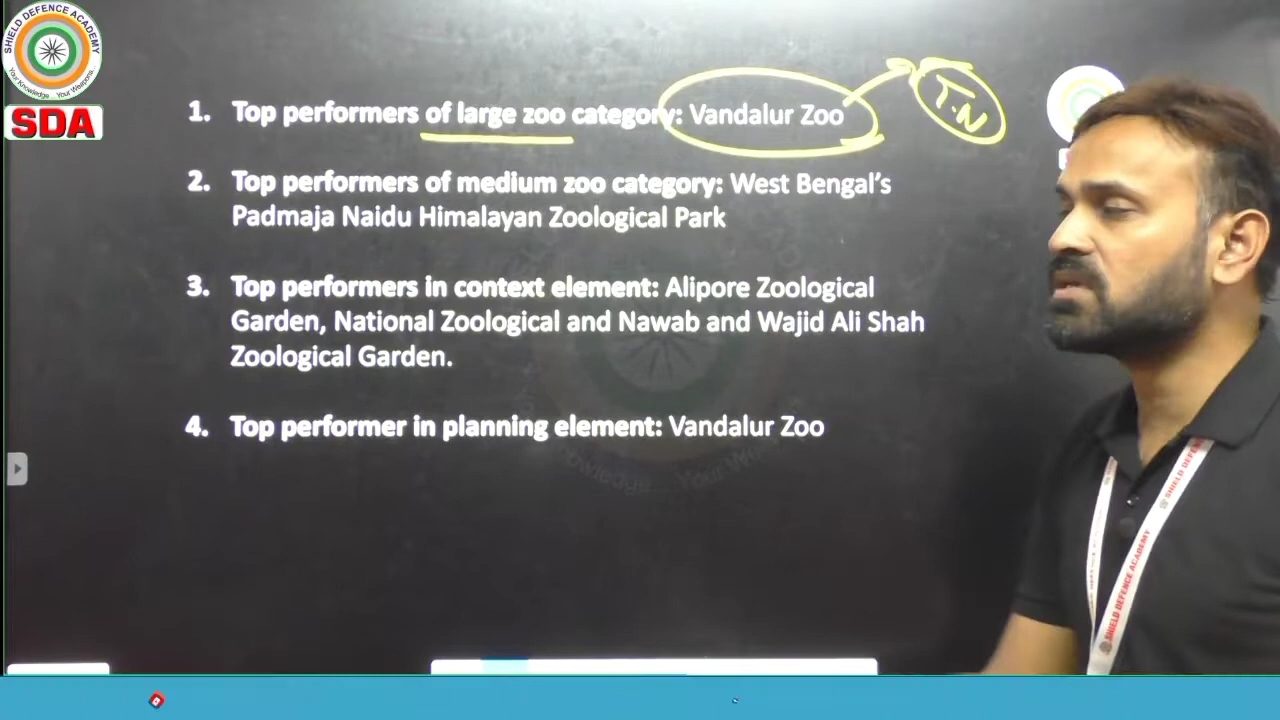 SHIELD DEFENCE ACADEMY
Your Knowledge... Your Weapons...
SDA
1. Top performers of large zoo category: Vandalur Zoo
T.N
2. Top performers of medium zoo category: West Bengal’s
Padmaja Naidu Himalayan Zoological Park
3. Top performers in context element: Alipore Zoological
Garden, National Zoological and Nawab and Wajid Ali Shah
Zoological Garden.
4. Top performer in planning element: Vandalur Zoo
SHIELD DEFENCE ACADEMY
SHIELD DEFENCE